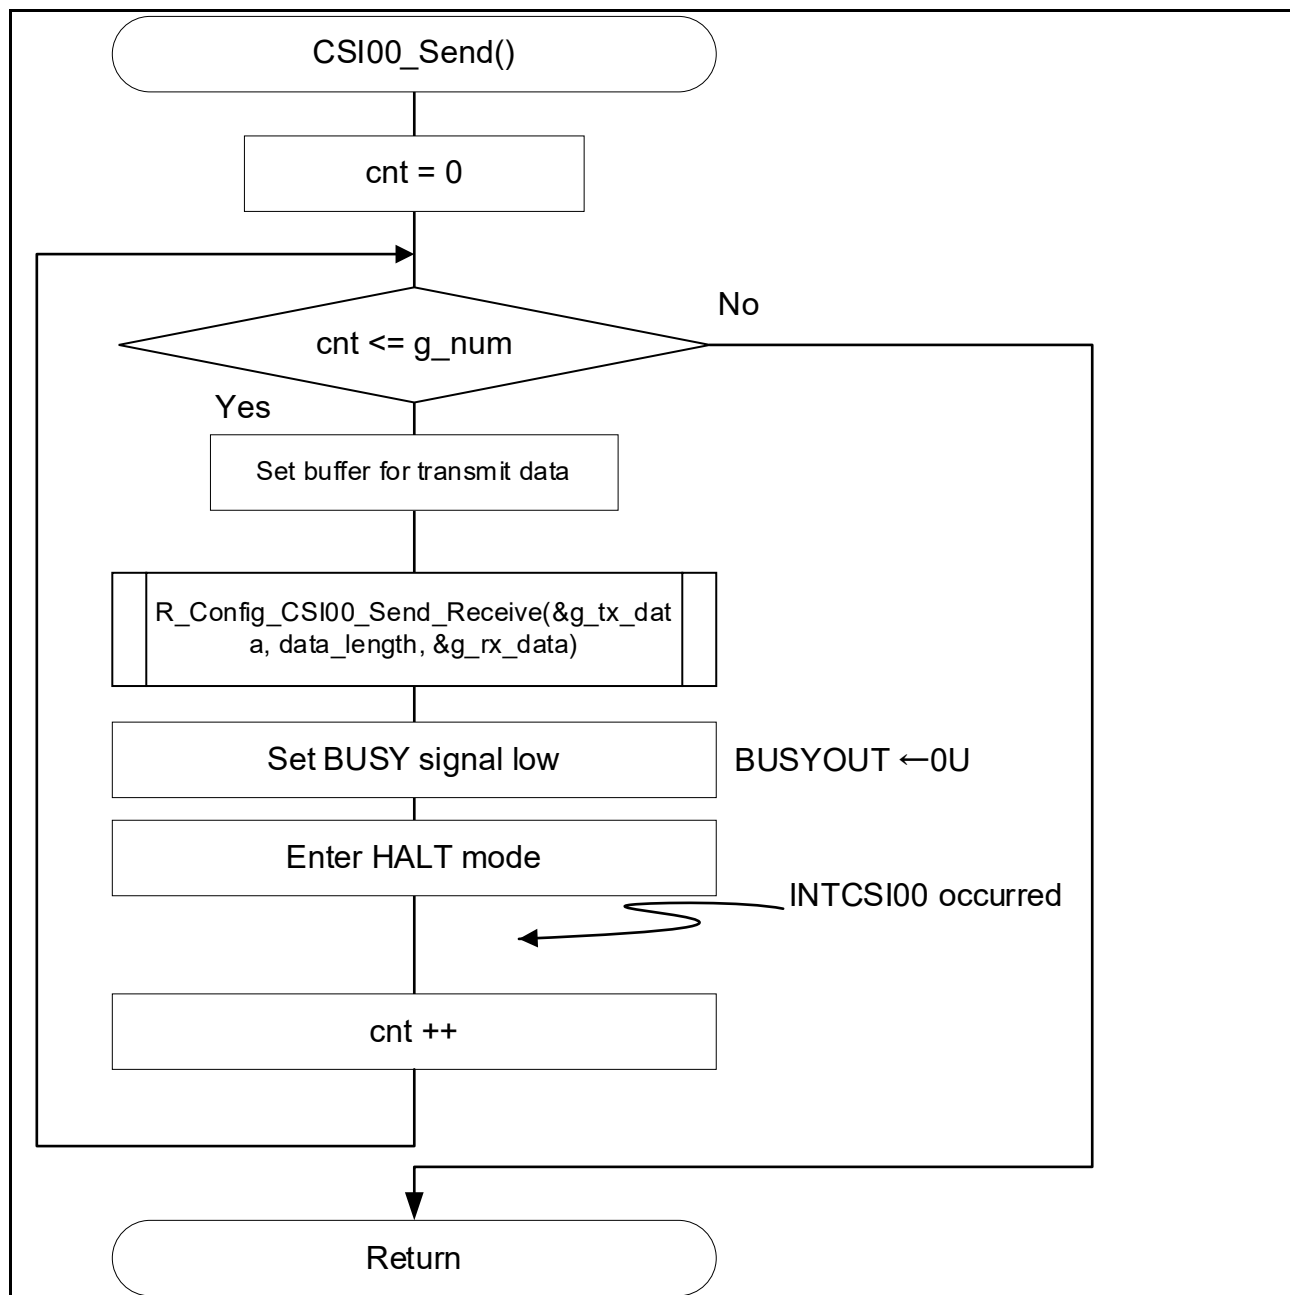 CSI00_Send()
cnt = 0
No
cnt <= g_num
Yes
Set buffer for transmit data
R_Config_CSI00_Send_Receive(&g_tx_dat
a, data_length, &g_rx_data)
Set BUSY signal low
BUSYOUT ←0U
Enter HALT mode
INTCSI00 occurred
cnt ++
Return